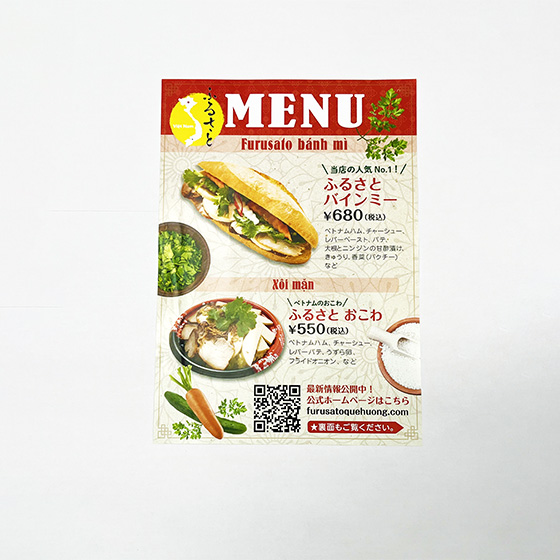 ふるさと
MENU
Furusato bánh mì
当店の人気 No.1!
ふるさと
バインミー
¥680(税込)
ベトナムハム、チャーシュー、
レバーペースト、パテ、
大根とニンジンの甘酢漬け、
きゅうり、香菜(パクチー)
など
Xôi mặn
ベトナムのおこわ
ふるさと おこわ
¥550(税込)
ベトナムハム、チャーシュー、
レバーパテ、うずら卵、
フライドオニオン、など
最新情報公開中!
公式ホームページはこちら
furusatoquehuong.com
★裏面もご覧ください。